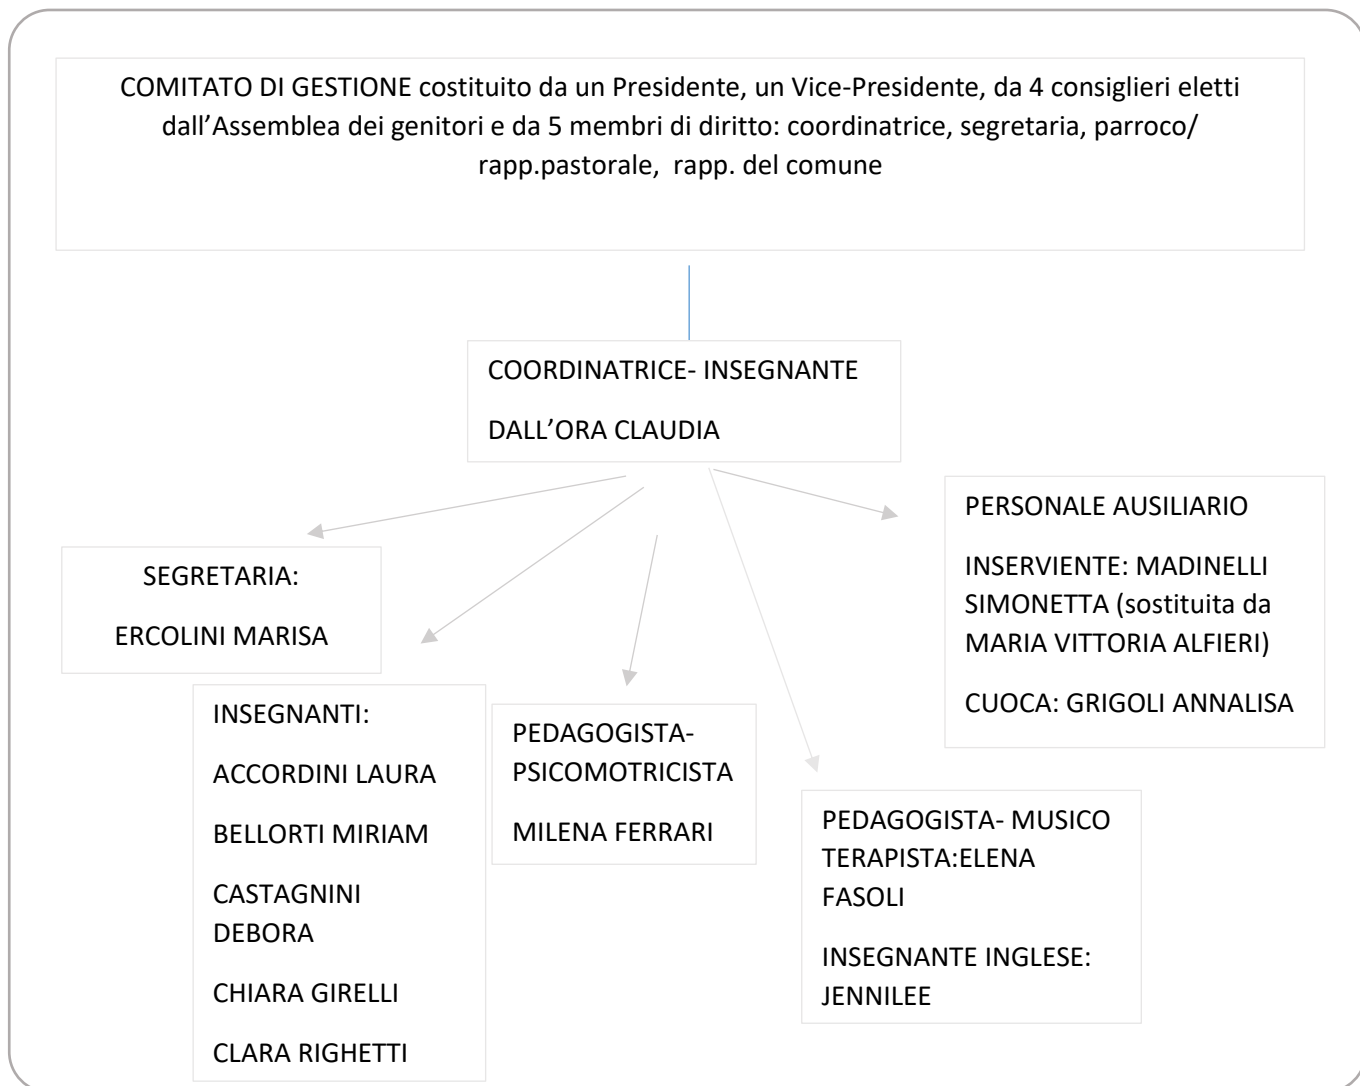 COMITATO DI GESTIONE costituito da un Presidente, un Vice-Presidente, da 4 consiglieri eletti
dall’Assemblea dei genitori e da 5 membri di diritto: coordinatrice, segretaria, parroco/
rapp.pastorale, rapp. del comune
COORDINATRICE- INSEGNANTE
DALL’ORA CLAUDIA
SEGRETARIA:
ERCOLINI MARISA
INSEGNANTI:
ACCORDINI LAURA
BELLORTI MIRIAM
CASTAGNINI
DEBORA
CHIARA GIRELLI
CLARA RIGHETTI
PEDAGOGISTA-
PSICOMOTRICISTA
MILENA FERRARI
PEDAGOGISTA- MUSICO
TERAPISTA:ELENA
FASOLI
INSEGNANTE INGLESE:
JENNILEE
PERSONALE AUSILIARIO
INSERVIENTE: MADINELLI
SIMONETTA (sostituita da
MARIA VITTORIA ALFIERI)
CUOCA: GRIGOLI ANNALISA